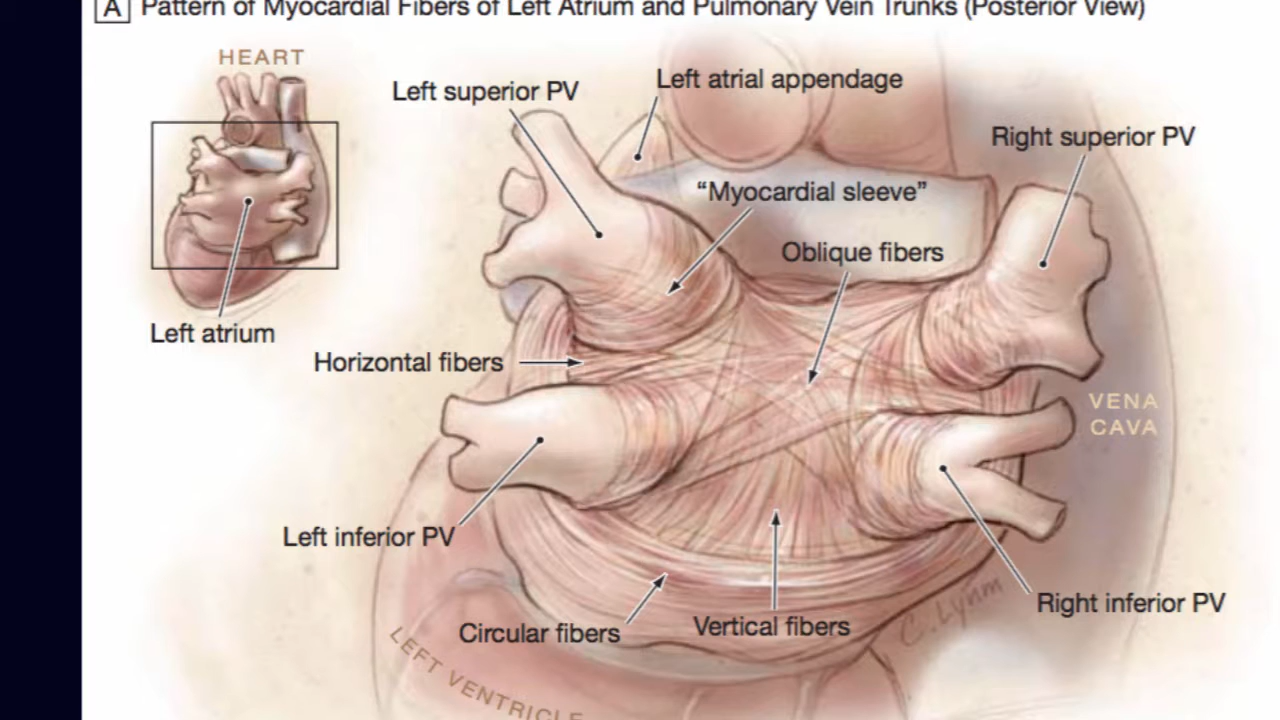 A Pattern of Myocardial Fibers of Left Atrium and Pulmonary Vein Trunks (Posterior View)
HEART
Left superior PV
Left atrial appendage
Right superior PV
“Myocardial sleeve”
Oblique fibers
Left atrium
Horizontal fibers
VENA
CAVA
Left inferior PV
Right inferior PV
Circular fibers
Vertical fibers
C. Lynm
LEFT VENTRICLE